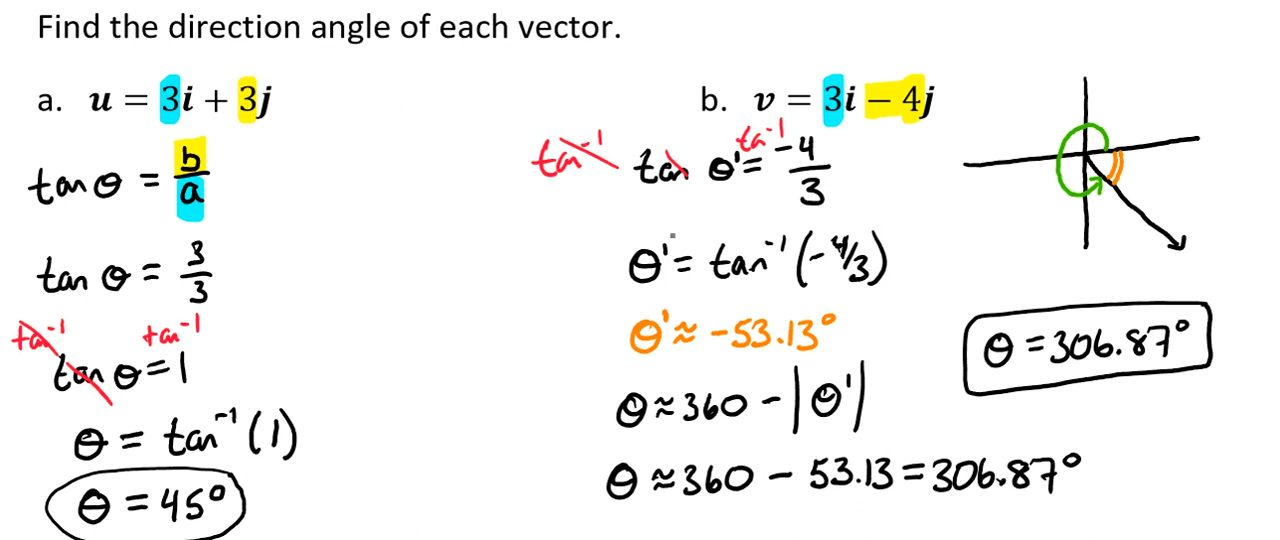 Find the direction angle of each vector.
a. u = 3i + 3j
tan θ = b/a
tan θ = 3/3
tan⁻¹ tan⁻¹
tan θ = 1
θ = tan⁻¹ (1)
θ = 45°
b. v = 3i − 4j
tan⁻¹ tan θ' = tan⁻¹ -4/3
θ' = tan⁻¹ (-4/3)
θ' ≈ -53.13°
θ ≈ 360 - |θ'|
θ ≈ 360 - 53.13 = 306.87°
θ = 306.87°